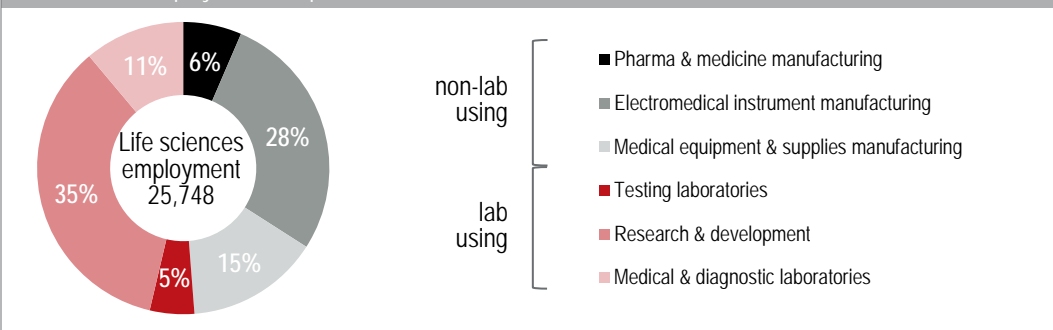 11%
6%
28%
Life sciences
employment
25,748
35%
15%
5%
non-lab
using
lab
using
Pharma & medicine manufacturing
Electromedical instrument manufacturing
Medical equipment & supplies manufacturing
Testing laboratories
Research & development
Medical & diagnostic laboratories